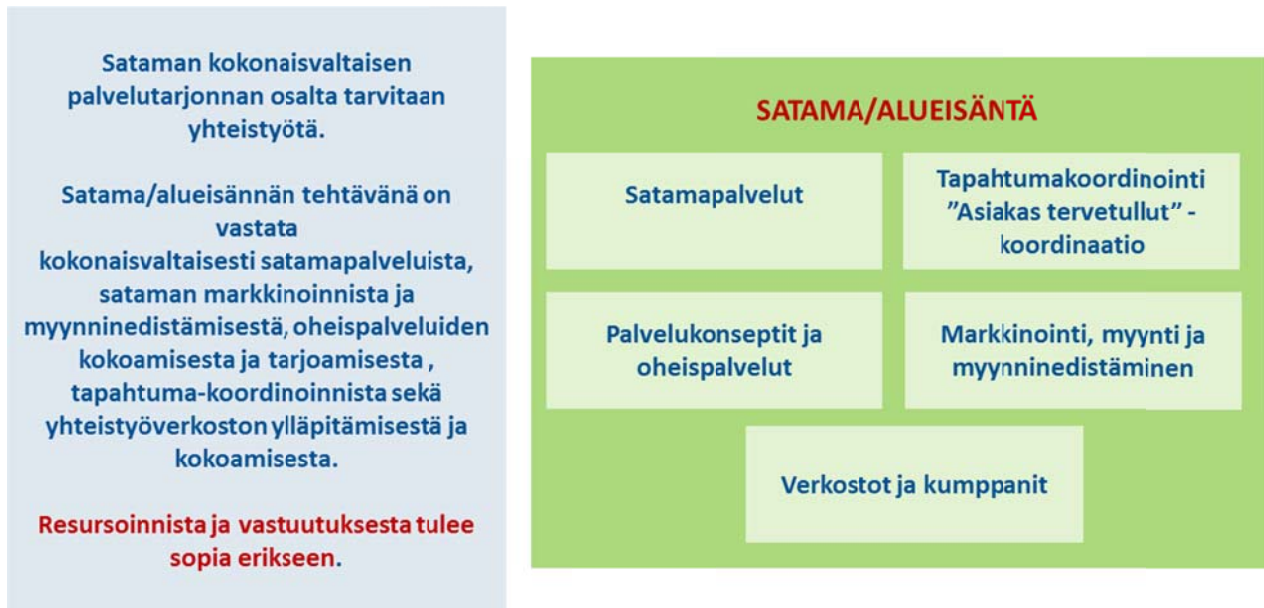 Sataman kokonaisvaltaisen
palvelutarjonnan osalta tarvitaan
yhteistyötä.
Satama/alueisännän tehtävänä on
vastata
kokonaisvaltaisesti satamapalveluista,
sataman markkinoinnista ja
myynninedistämisestä, oheispalveluiden
kokoamisesta ja tarjoamisesta ,
tapahtuma-koordinoinnista sekä
yhteistyöverkoston ylläpitämisestä ja
kokoamisesta.
Resursoinnista ja vastuutuksesta tulee
sopia erikseen.
SATAMA/ALUEISÄNTÄ
Satamapalvelut
Tapahtumakoordinointi
”Asiakas tervetullut” -
koordinaatio
Palvelukonseptit ja
oheispalvelut
Markkinointi, myynti ja
myynninedistäminen
Verkostot ja kumppanit